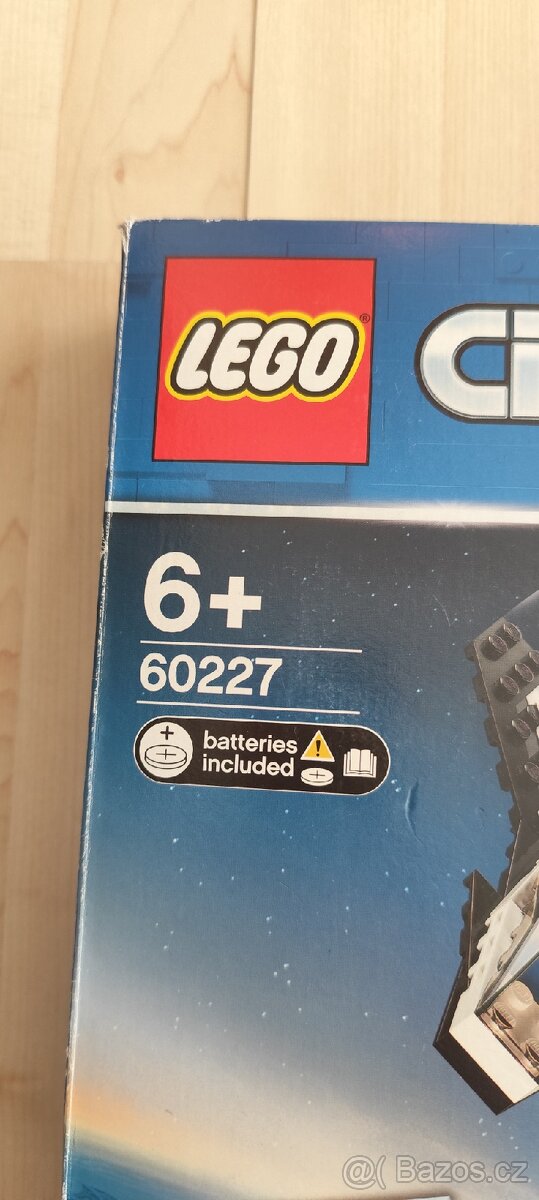 LEGO®
6+
60227
batteries
included
@( Bazos.cz